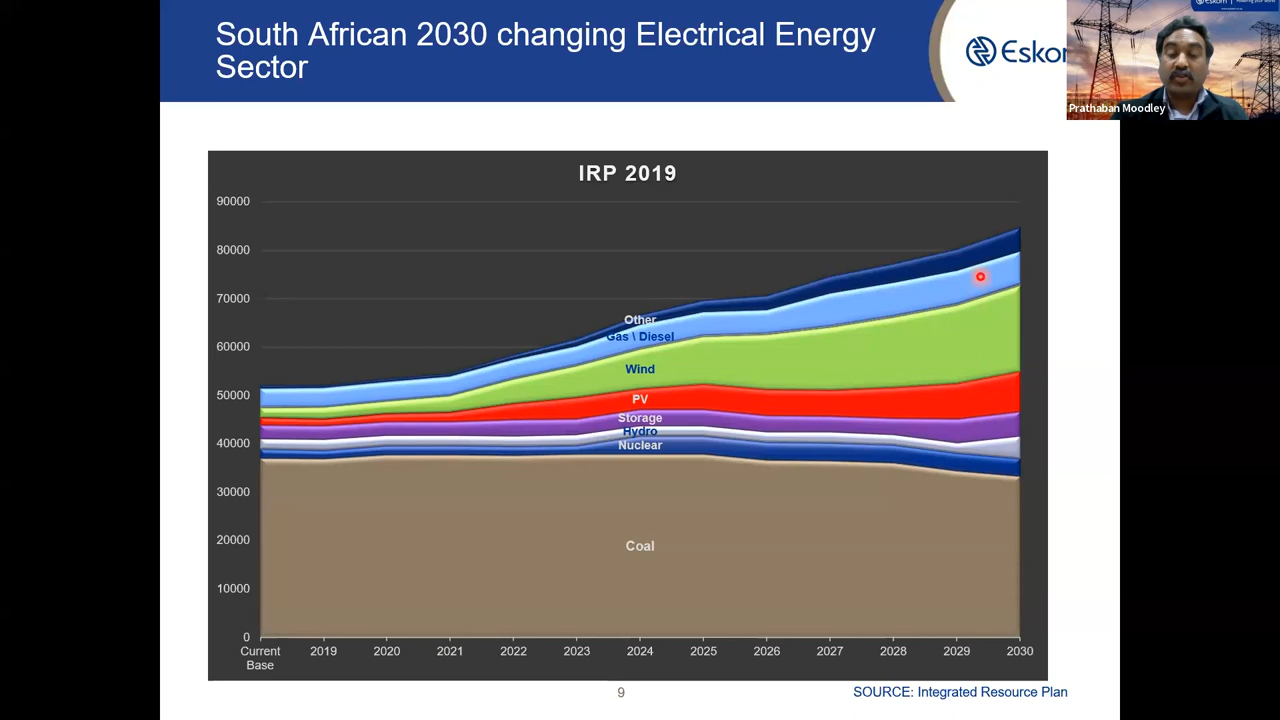 South African 2030 changing Electrical Energy
Sector
Eskom
Eskom
Prathaban Moodley
IRP 2019
90000
80000
70000
60000
50000
40000
30000
20000
10000
0
Other
Gas \ Diesel
Wind
PV
Storage
Hydro
Nuclear
Coal
Current
Base
2019
2020
2021
2022
2023
2024
2025
2026
2027
2028
2029
2030
9
SOURCE: Integrated Resource Plan